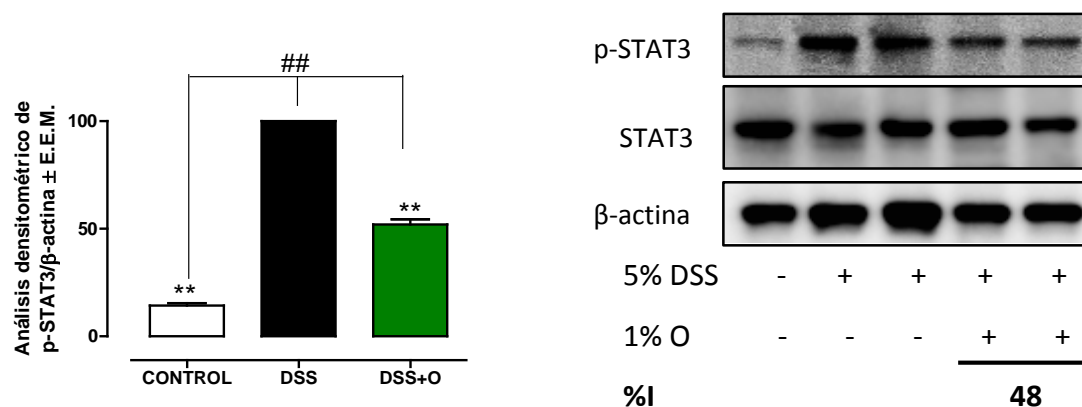 Análisis densitométrico de
p-STAT3/β-actina ± E.E.M.
100
50
0
##
**
**
CONTROL DSS DSS+O
p-STAT3
STAT3
β-actina
5% DSS - + + + +
1% O - - - + +
%I 48